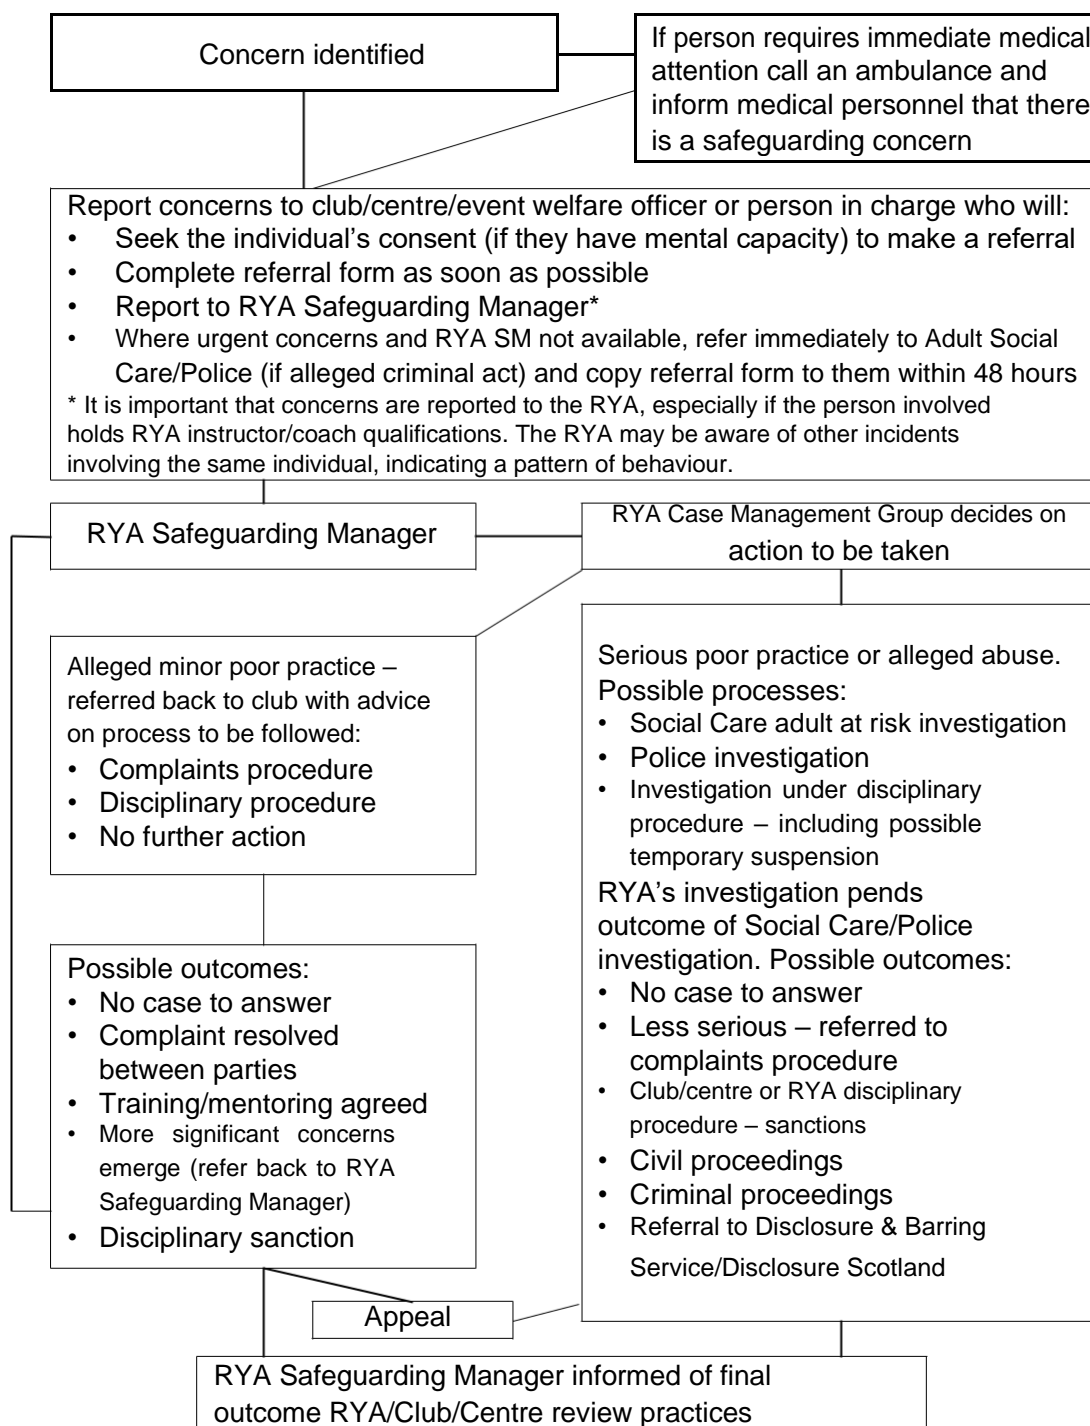 Concern identified
If person requires immediate medical
attention call an ambulance and
inform medical personnel that there
is a safeguarding concern
Report concerns to club/centre/event welfare officer or person in charge who will:
• Seek the individual’s consent (if they have mental capacity) to make a referral
• Complete referral form as soon as possible
• Report to RYA Safeguarding Manager*
• Where urgent concerns and RYA SM not available, refer immediately to Adult Social
Care/Police (if alleged criminal act) and copy referral form to them within 48 hours
* It is important that concerns are reported to the RYA, especially if the person involved
holds RYA instructor/coach qualifications. The RYA may be aware of other incidents
involving the same individual, indicating a pattern of behaviour.
RYA Safeguarding Manager
RYA Case Management Group decides on
action to be taken
Alleged minor poor practice –
referred back to club with advice
on process to be followed:
• Complaints procedure
• Disciplinary procedure
• No further action
Serious poor practice or alleged abuse.
Possible processes:
• Social Care adult at risk investigation
• Police investigation
• Investigation under disciplinary
procedure – including possible
temporary suspension
RYA’s investigation pends
outcome of Social Care/Police
investigation. Possible outcomes:
• No case to answer
• Less serious – referred to
complaints procedure
• Club/centre or RYA disciplinary
procedure – sanctions
• Civil proceedings
• Criminal proceedings
• Referral to Disclosure & Barring
Service/Disclosure Scotland
Possible outcomes:
• No case to answer
• Complaint resolved
between parties
• Training/mentoring agreed
• More significant concerns
emerge (refer back to RYA
Safeguarding Manager)
• Disciplinary sanction
Appeal
RYA Safeguarding Manager informed of final
outcome RYA/Club/Centre review practices